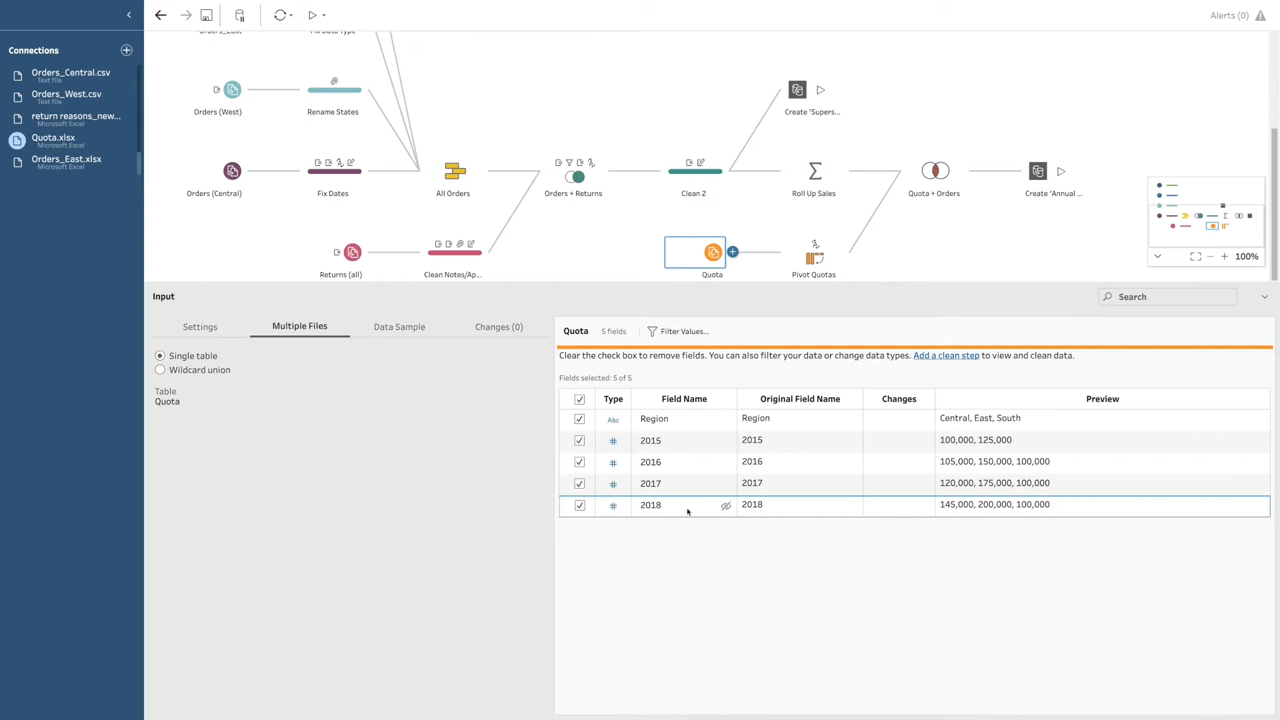 Alerts (0)
Connections
Orders_Central.csv
Text file
Orders_West.csv
Text file
return reasons_new...
Microsoft Excel
Quota.xlsx
Microsoft Excel
Orders_East.xlsx
Microsoft Excel
Orders_East
Fix Data Type
Orders (West)
Rename States
Create 'Supers...
Orders (Central)
Fix Dates
All Orders
Orders + Returns
Clean 2
Roll Up Sales
Quota + Orders
Create 'Annual ...
Returns (all)
Clean Notes/Ap...
Quota
Pivot Quotas
100%
Input
Search
Settings
Multiple Files
Data Sample
Changes (0)
Single table
Wildcard union
Table
Quota
Quota 5 fields Filter Values...
Clear the check box to remove fields. You can also filter your data or change data types. Add a clean step to view and clean data.
Fields selected: 5 of 5
Type Field Name Original Field Name Changes Preview
Abc Region Region Central, East, South
# 2015 2015 100,000, 125,000
# 2016 2016 105,000, 150,000, 100,000
# 2017 2017 120,000, 175,000, 100,000
# 2018 2018 145,000, 200,000, 100,000